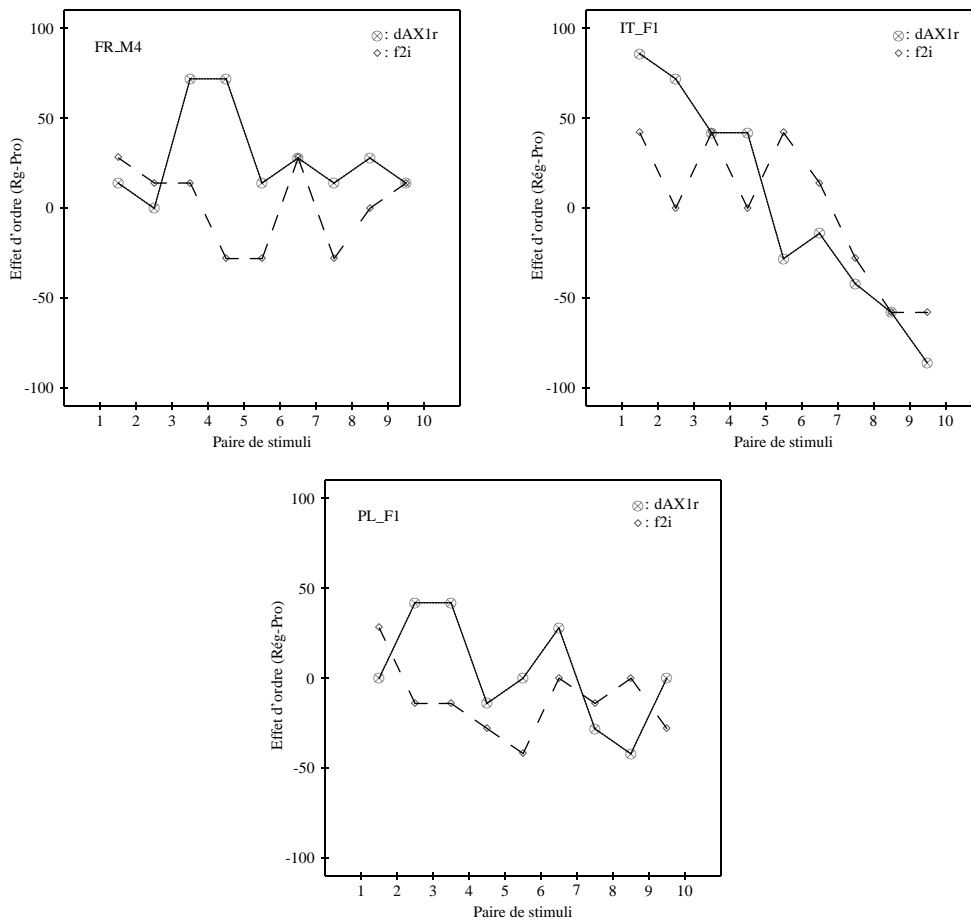 FR_M4
⊗: dAX1r
◇: f2i
100
50
0
-50
-100
Effet d'ordre (Rg-Pro)
1 2 3 4 5 6 7 8 9 10
Paire de stimuli
IT_F1
⊗: dAX1r
◇: f2i
100
50
0
-50
-100
Effet d'ordre (Rég-Pro)
1 2 3 4 5 6 7 8 9 10
Paire de stimuli
PL_F1
⊗: dAX1r
◇: f2i
100
50
0
-50
-100
Effet d'ordre (Rég-Pro)
1 2 3 4 5 6 7 8 9 10
Paire de stimuli